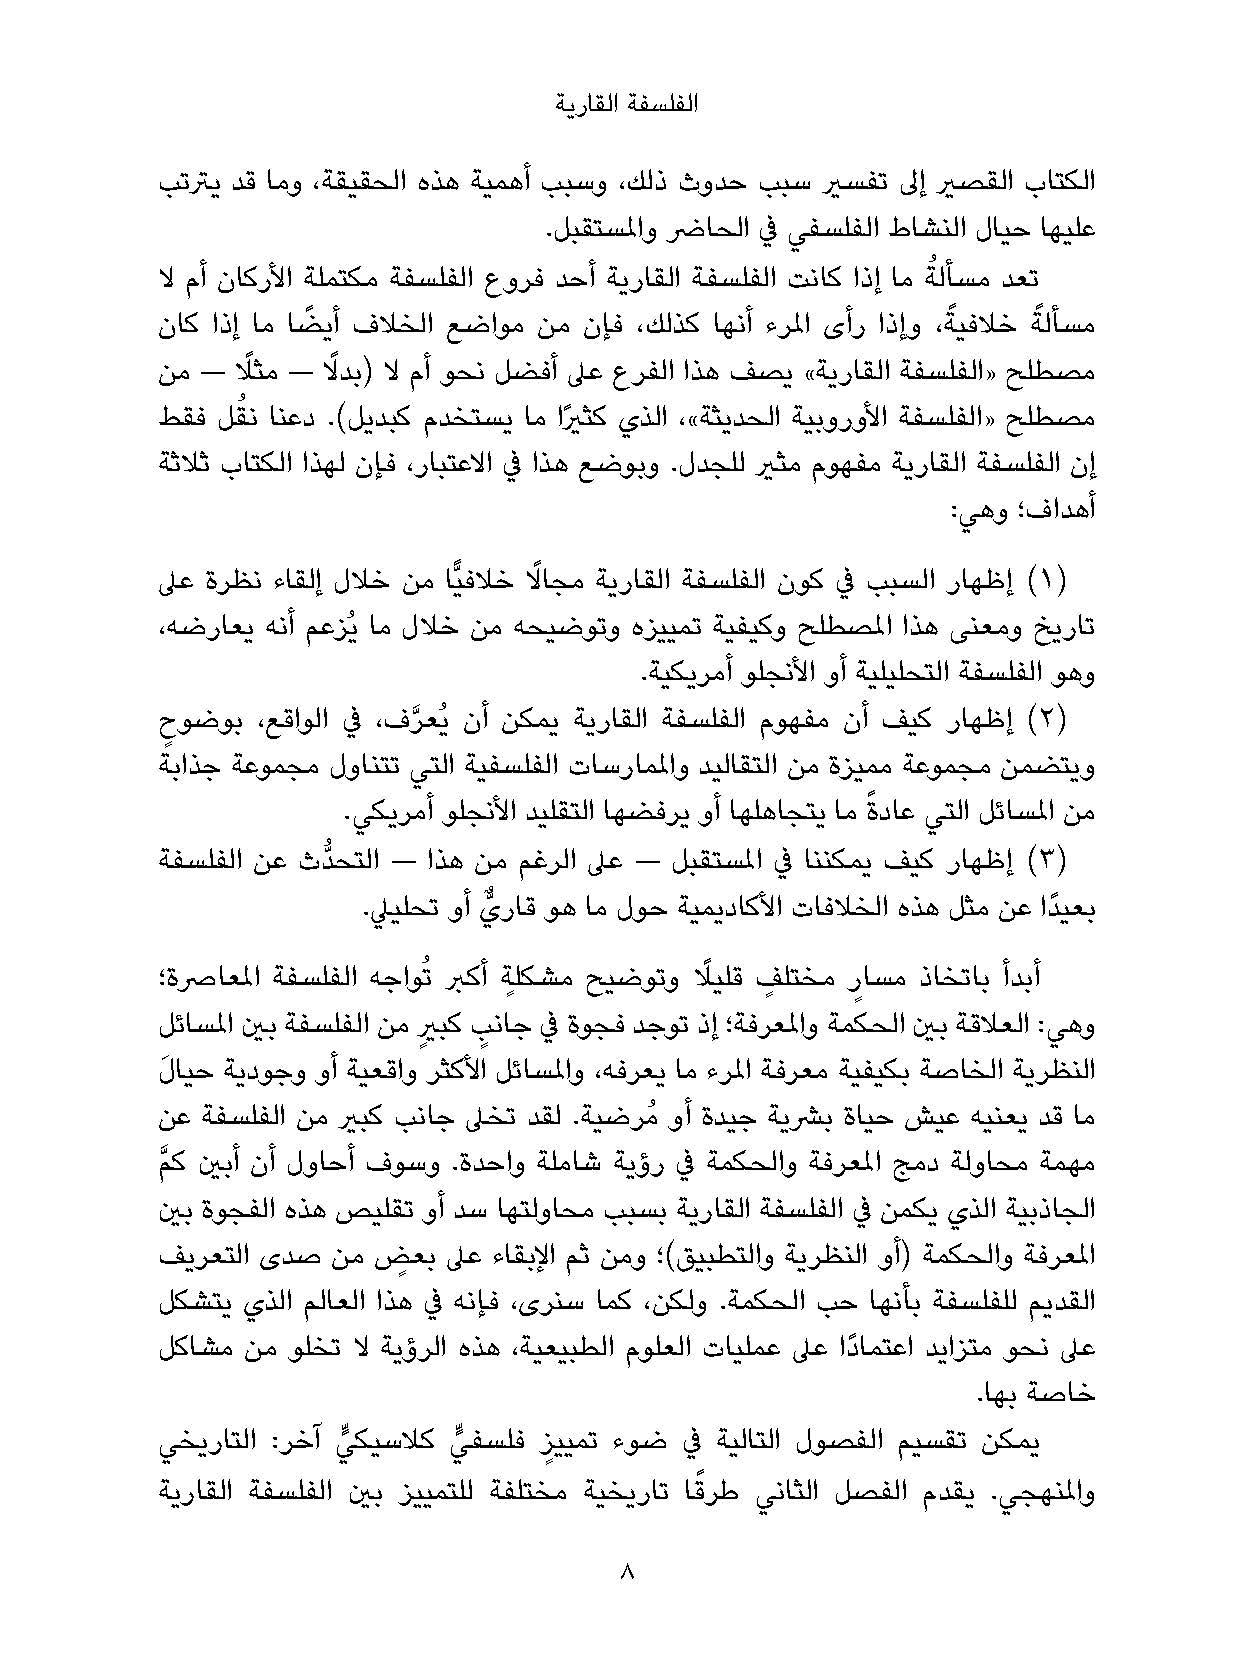 الفلسفة القارية
الكتاب القصير إلى تفسير سبب حدوث ذلك، وسبب أهمية هذه الحقيقة، وما قد يترتب
عليها حيال النشاط الفلسفي في الحاضر والمستقبل.
تعد مسألةُ ما إذا كانت الفلسفة القارية أحد فروع الفلسفة مكتملة الأركان أم لا
مسألةً خلافيةً، وإذا رأى المرء أنها كذلك، فإن من مواضع الخلاف أيضًا ما إذا كان
مصطلح «الفلسفة القارية» يصف هذا الفرع على أفضل نحو أم لا (بدلًا — مثلًا — من
مصطلح «الفلسفة الأوروبية الحديثة»، الذي كثيرًا ما يستخدم كبديل). دعنا نقُل فقط
إن الفلسفة القارية مفهوم مثير للجدل. وبوضع هذا في الاعتبار، فإن لهذا الكتاب ثلاثة
أهداف؛ وهي:
(١) إظهار السبب في كون الفلسفة القارية مجالًا خلافيًّا من خلال إلقاء نظرة على
تاريخ ومعنى هذا المصطلح وكيفية تمييزه وتوضيحه من خلال ما يُزعم أنه يعارضه،
وهو الفلسفة التحليلية أو الأنجلو أمريكية.
(٢) إظهار كيف أن مفهوم الفلسفة القارية يمكن أن يُعرَّف، في الواقع، بوضوحٍ
ويتضمن مجموعة مميزة من التقاليد والممارسات الفلسفية التي تتناول مجموعة جذابةً
من المسائل التي عادةً ما يتجاهلها أو يرفضها التقليد الأنجلو أمريكي.
(٣) إظهار كيف يمكننا في المستقبل — على الرغم من هذا — التحدُّث عن الفلسفة
بعيدًا عن مثل هذه الخلافات الأكاديمية حول ما هو قاريٌّ أو تحليلي.
أبدأ باتخاذ مسارٍ مختلفٍ قليلًا وتوضيح مشكلةٍ أكبر تُواجه الفلسفة المعاصرة؛
وهي: العلاقة بين الحكمة والمعرفة؛ إذ توجد فجوة في جانبٍ كبيرٍ من الفلسفة بين المسائل
النظرية الخاصة بكيفية معرفة المرء ما يعرفه، والمسائل الأكثر واقعية أو وجودية حيالَ
ما قد يعنيه عيش حياة بشرية جيدة أو مُرضية. لقد تخلى جانب كبير من الفلسفة عن
مهمة محاولة دمج المعرفة والحكمة في رؤية شاملة واحدة. وسوف أحاول أن أبين كَمَّ
الجاذبية الذي يكمن في الفلسفة القارية بسبب محاولتها سد أو تقليص هذه الفجوة بين
المعرفة والحكمة (أو النظرية والتطبيق)؛ ومن ثم الإبقاء على بعضٍ من صدى التعريف
القديم للفلسفة بأنها حب الحكمة. ولكن، كما سنرى، فإنه في هذا العالم الذي يتشكل
على نحو متزايد اعتمادًا على عمليات العلوم الطبيعية، هذه الرؤية لا تخلو من مشاكل
خاصة بها.
يمكن تقسيم الفصول التالية في ضوء تمييزٍ فلسفيٍّ كلاسيكيٍّ آخر: التاريخي
والمنهجي. يقدم الفصل الثاني طرقًا تاريخية مختلفة للتمييز بين الفلسفة القارية
٨